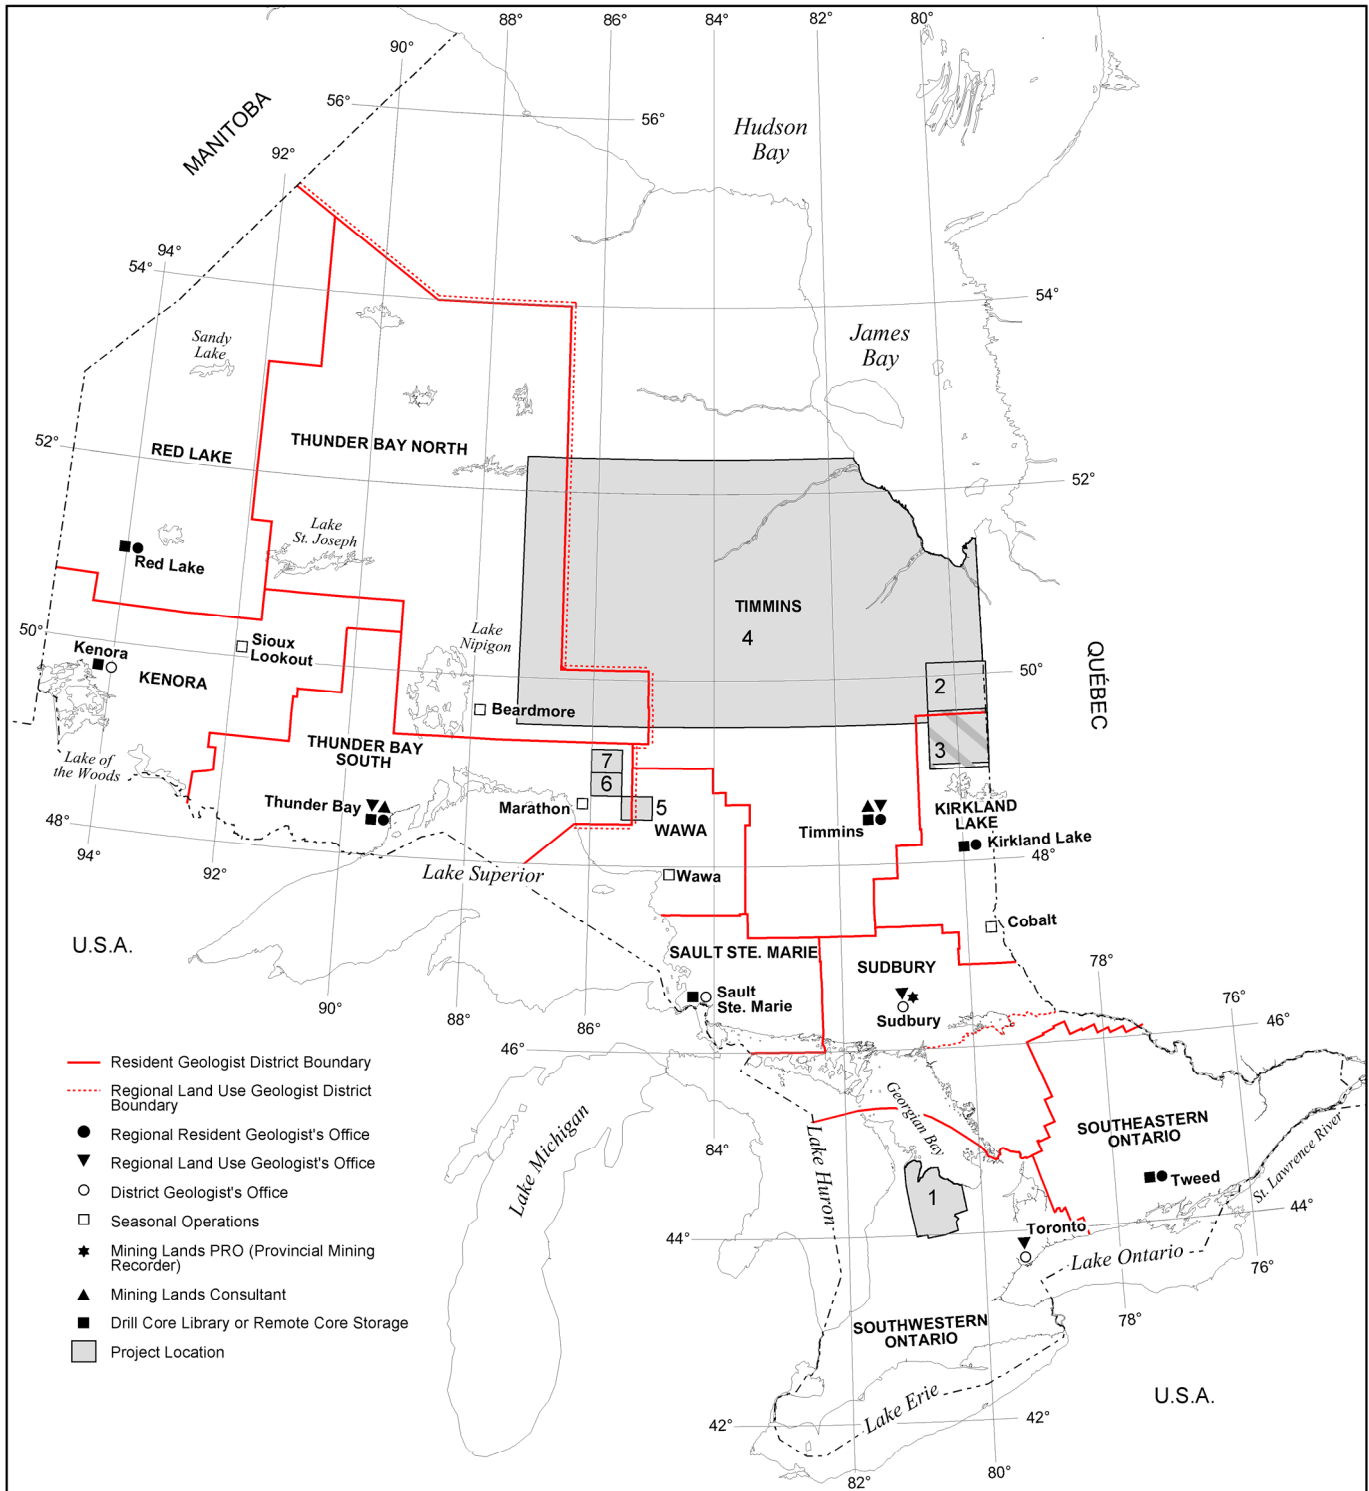 88°
86°
84°
82°
80°
90°
56°
56°
MANITOBA
Hudson
Bay
92°
94°
54°
54°
Sandy
Lake
James
Bay
52°
RED LAKE
THUNDER BAY NORTH
52°
Lake
St. Joseph
Red Lake
TIMMINS
4
50°
Kenora
Sioux
Lookout
KENORA
Lake
Nipigon
50°
2
QUÉBEC
Beardmore
3
THUNDER BAY
SOUTH
7
6
5
Lake of
the Woods
Thunder Bay
Marathon
WAWA
Timmins
KIRKLAND
LAKE
Kirkland Lake
48°
48°
94°
92°
Lake Superior
Wawa
Cobalt
U.S.A.
SAULT STE. MARIE
SUDBURY
78°
Sault
Ste. Marie
Sudbury
76°
46°
90°
88°
86°
46°
Resident Geologist District Boundary
Regional Land Use Geologist District
Boundary
Regional Resident Geologist's Office
Regional Land Use Geologist's Office
District Geologist's Office
Seasonal Operations
Mining Lands PRO (Provincial Mining
Recorder)
Mining Lands Consultant
Drill Core Library or Remote Core Storage
Project Location
Lake Michigan
84°
Lake Huron
Georgian Bay
SOUTHEASTERN
ONTARIO
Tweed
St. Lawrence River
1
44°
44°
Toronto
Lake Ontario
76°
78°
SOUTHWESTERN
ONTARIO
Lake Erie
U.S.A.
42°
42°
82°
80°